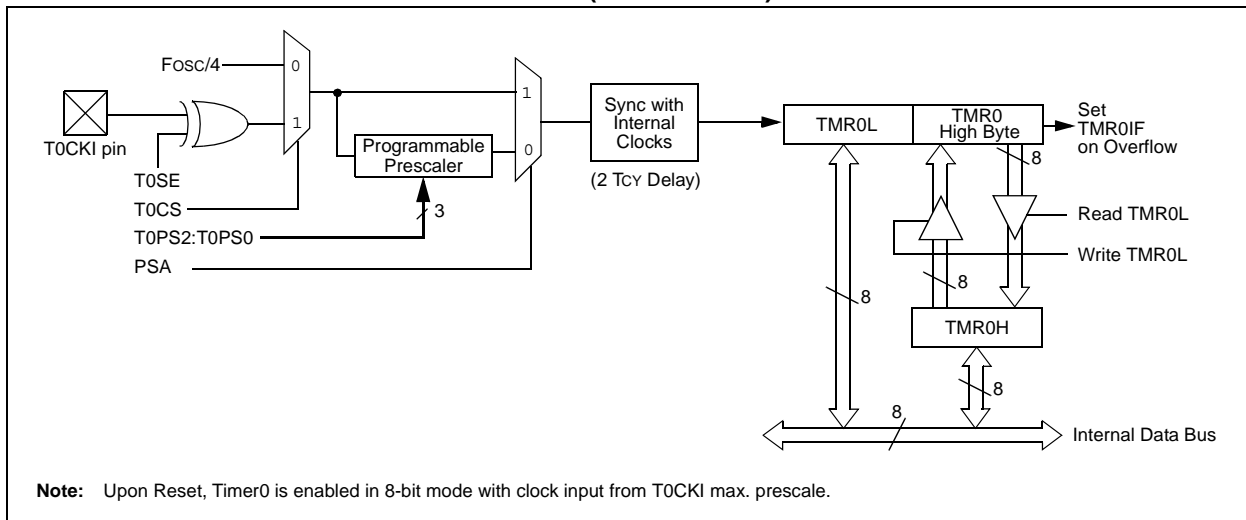 FOSC/4
0
1
T0CKI pin
T0SE
T0CS
T0PS2:T0PS0
PSA
Programmable
Prescaler
3
1
0
Sync with
Internal
Clocks
(2 TCY Delay)
TMR0L
TMR0
High Byte
Set
TMR0IF
on Overflow
8
Read TMR0L
Write TMR0L
8
8
TMR0H
8
8
Internal Data Bus
Note: Upon Reset, Timer0 is enabled in 8-bit mode with clock input from T0CKI max. prescale.